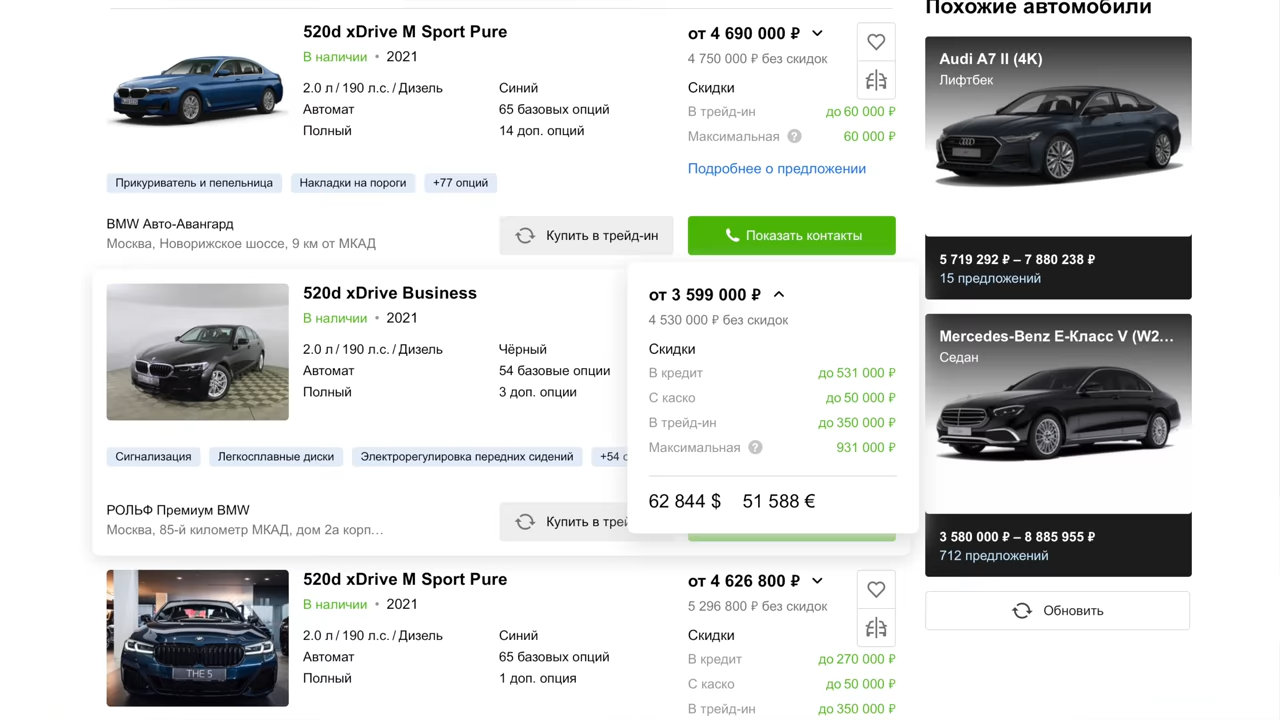 Похожие автомобили
520d xDrive M Sport Pure
В наличии • 2021
2.0 л / 190 л.с. / Дизель
Автомат
Полный
Синий
65 базовых опций
14 доп. опций
от 4 690 000 ₽
4 750 000 ₽ без скидок
Скидки
В трейд-ин до 60 000 ₽
Максимальная ? 60 000 ₽
Подробнее о предложении
Прикуриватель и пепельница
Накладки на пороги
+77 опций
BMW Авто-Авангард
Москва, Новорижское шоссе, 9 км от МКАД
Купить в трейд-ин
Показать контакты
520d xDrive Business
В наличии • 2021
2.0 л / 190 л.с. / Дизель
Автомат
Полный
Чёрный
54 базовые опции
3 доп. опции
от 3 599 000 ₽
4 530 000 ₽ без скидок
Скидки
В кредит до 531 000 ₽
С каско до 50 000 ₽
В трейд-ин до 350 000 ₽
Максимальная ? 931 000 ₽
62 844 $ 51 588 €
Сигнализация
Легкосплавные диски
Электрорегулировка передних сидений
+54
РОЛЬФ Премиум BMW
Москва, 85-й километр МКАД, дом 2а корп…
Купить в трей
520d xDrive M Sport Pure
В наличии • 2021
2.0 л / 190 л.с. / Дизель
Автомат
Полный
Синий
65 базовых опций
1 доп. опция
от 4 626 800 ₽
5 296 800 ₽ без скидок
Скидки
В кредит до 270 000 ₽
С каско до 50 000 ₽
В трейд-ин до 350 000 ₽
THE 5
Audi A7 II (4K)
Лифтбек
5 719 292 ₽ – 7 880 238 ₽
15 предложений
Mercedes-Benz E-Класс V (W2…
Седан
3 580 000 ₽ – 8 885 955 ₽
712 предложений
Обновить